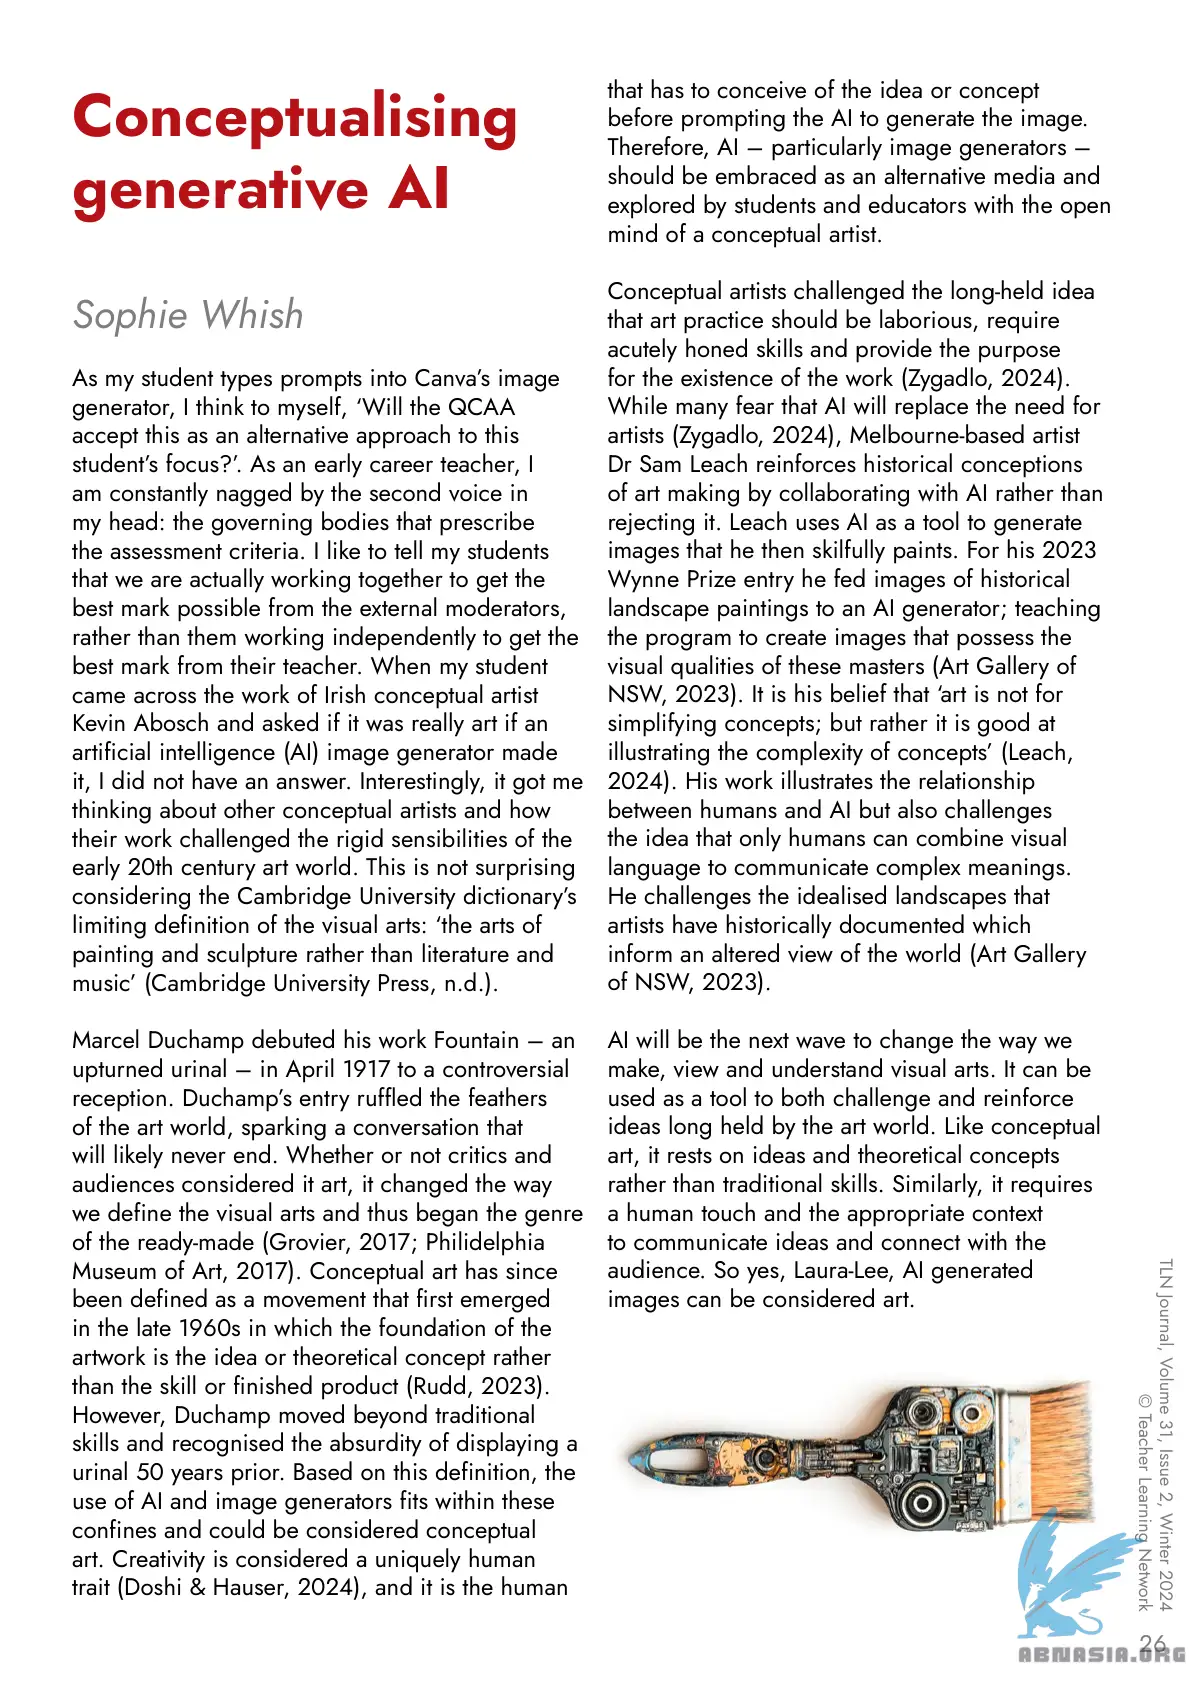 Conceptualising
generative AI
Sophie Whish
As my student types prompts into Canva’s image
generator, I think to myself, ‘Will the QCAA
accept this as an alternative approach to this
student’s focus?’. As an early career teacher, I
am constantly nagged by the second voice in
my head: the governing bodies that prescribe
the assessment criteria. I like to tell my students
that we are actually working together to get the
best mark possible from the external moderators,
rather than them working independently to get the
best mark from their teacher. When my student
came across the work of Irish conceptual artist
Kevin Abosch and asked if it was really art if an
artificial intelligence (AI) image generator made
it, I did not have an answer. Interestingly, it got me
thinking about other conceptual artists and how
their work challenged the rigid sensibilities of the
early 20th century art world. This is not surprising
considering the Cambridge University dictionary’s
limiting definition of the visual arts: ‘the arts of
painting and sculpture rather than literature and
music’ (Cambridge University Press, n.d.).
Marcel Duchamp debuted his work Fountain – an
upturned urinal – in April 1917 to a controversial
reception. Duchamp’s entry ruffled the feathers
of the art world, sparking a conversation that
will likely never end. Whether or not critics and
audiences considered it art, it changed the way
we define the visual arts and thus began the genre
of the ready-made (Grovier, 2017; Philidelphia
Museum of Art, 2017). Conceptual art has since
been defined as a movement that first emerged
in the late 1960s in which the foundation of the
artwork is the idea or theoretical concept rather
than the skill or finished product (Rudd, 2023).
However, Duchamp moved beyond traditional
skills and recognised the absurdity of displaying a
urinal 50 years prior. Based on this definition, the
use of AI and image generators fits within these
confines and could be considered conceptual
art. Creativity is considered a uniquely human
trait (Doshi & Hauser, 2024), and it is the human
that has to conceive of the idea or concept
before prompting the AI to generate the image.
Therefore, AI – particularly image generators –
should be embraced as an alternative media and
explored by students and educators with the open
mind of a conceptual artist.
Conceptual artists challenged the long-held idea
that art practice should be laborious, require
acutely honed skills and provide the purpose
for the existence of the work (Zygadlo, 2024).
While many fear that AI will replace the need for
artists (Zygadlo, 2024), Melbourne-based artist
Dr Sam Leach reinforces historical conceptions
of art making by collaborating with AI rather than
rejecting it. Leach uses AI as a tool to generate
images that he then skilfully paints. For his 2023
Wynne Prize entry he fed images of historical
landscape paintings to an AI generator; teaching
the program to create images that possess the
visual qualities of these masters (Art Gallery of
NSW, 2023). It is his belief that ‘art is not for
simplifying concepts; but rather it is good at
illustrating the complexity of concepts’ (Leach,
2024). His work illustrates the relationship
between humans and AI but also challenges
the idea that only humans can combine visual
language to communicate complex meanings.
He challenges the idealised landscapes that
artists have historically documented which
inform an altered view of the world (Art Gallery
of NSW, 2023).
AI will be the next wave to change the way we
make, view and understand visual arts. It can be
used as a tool to both challenge and reinforce
ideas long held by the art world. Like conceptual
art, it rests on ideas and theoretical concepts
rather than traditional skills. Similarly, it requires
a human touch and the appropriate context
to communicate ideas and connect with the
audience. So yes, Laura-Lee, AI generated
images can be considered art.
TLN Journal, Volume 31, Issue 2, Winter 2024
© Teacher Learning Network
26
ABNASIA.ORG